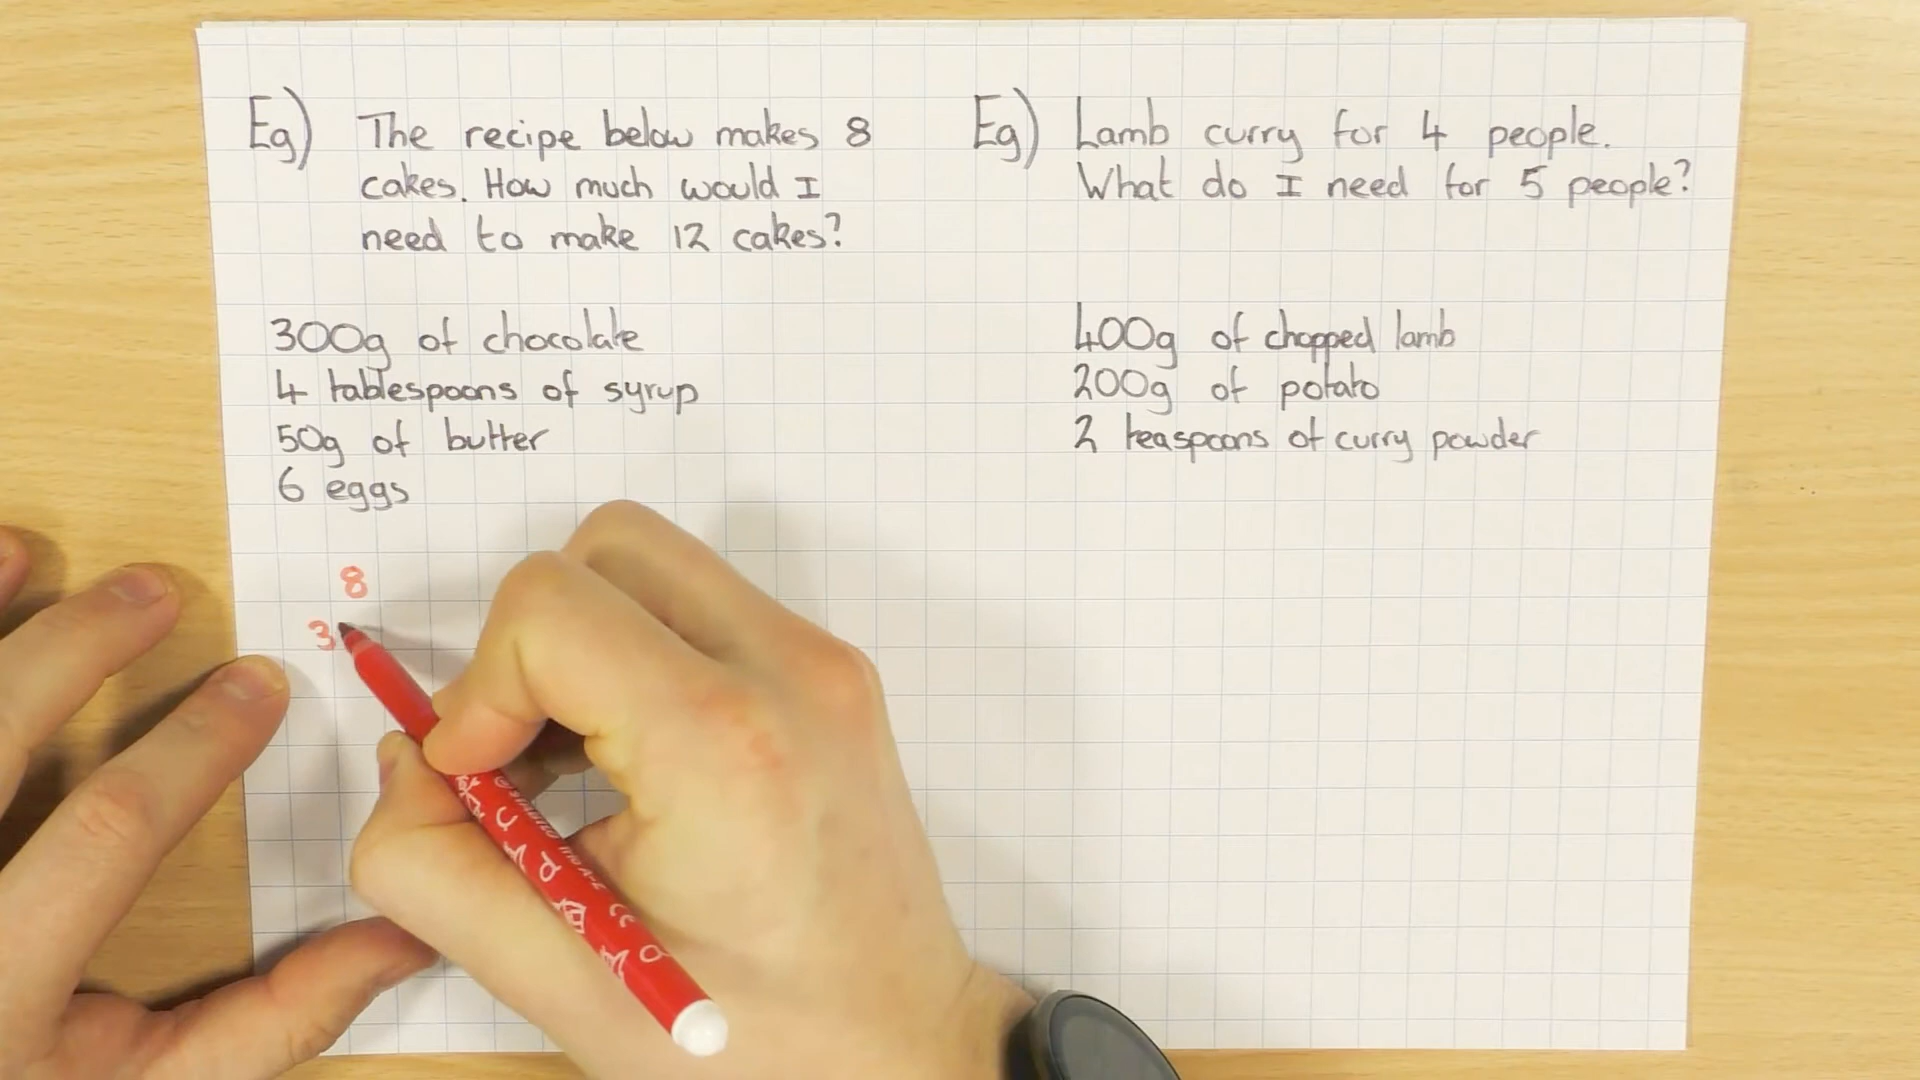 Eg) The recipe below makes 8
cakes. How much would I
need to make 12 cakes?
300g of chocolate
4 tablespoons of syrup
50g of butter
6 eggs
8
3
Eg) Lamb curry for 4 people.
What do I need for 5 people?
400g of chopped lamb
200g of potato
2 teaspoons of curry powder